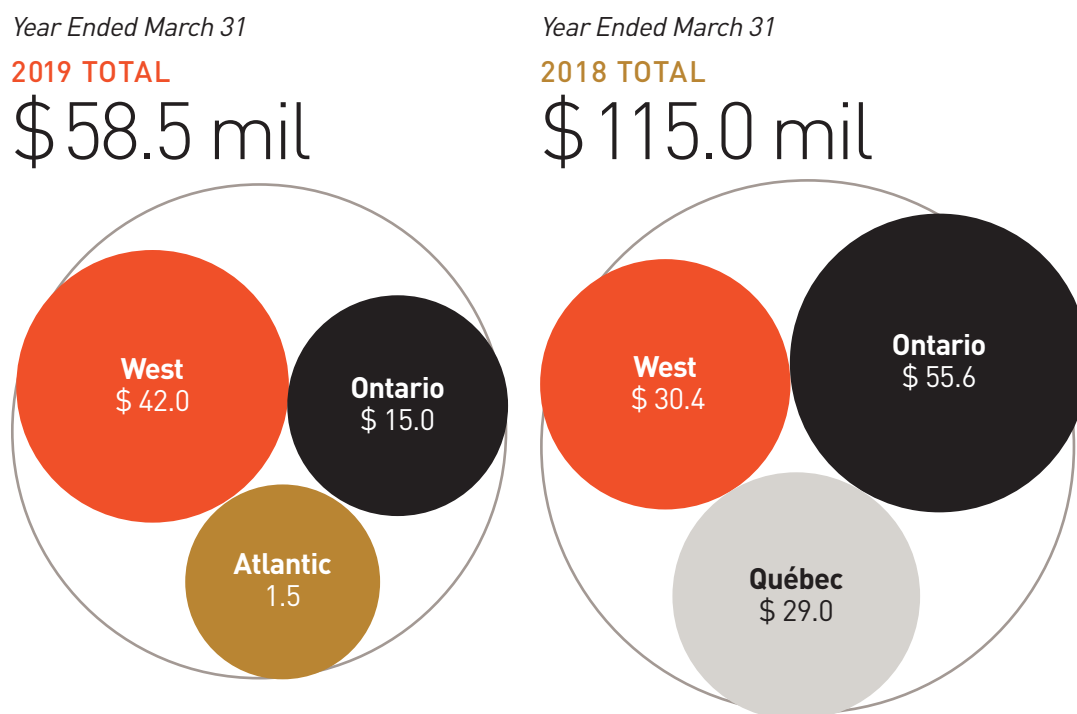 Year Ended March 31
2019 TOTAL
$ 58.5 mil
West
$ 42.0
Ontario
$ 15.0
Atlantic
1.5
Year Ended March 31
2018 TOTAL
$ 115.0 mil
West
$ 30.4
Ontario
$ 55.6
Québec
$ 29.0